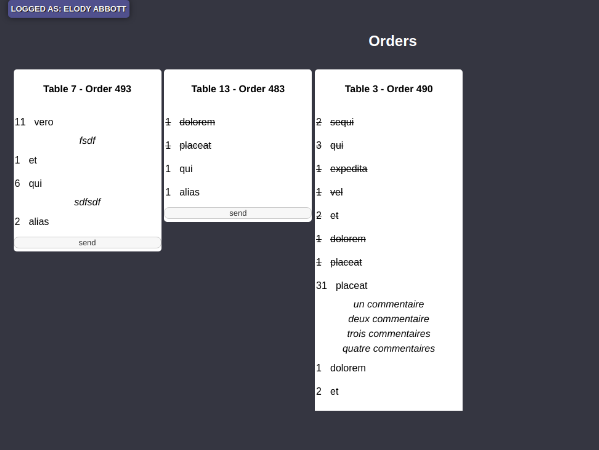 LOGGED AS: ELODY ABBOTT
Orders
Table 7 - Order 493
11 vero
fsdf
1 et
6 qui
sdfsdf
2 alias
send
Table 13 - Order 483
1 dolorem
1 placeat
1 qui
1 alias
send
Table 3 - Order 490
2 sequi
3 qui
1 expedita
1 vel
2 et
1 dolorem
1 placeat
31 placeat
un commentaire
deux commentaire
trois commentaires
quatre commentaires
1 dolorem
2 et